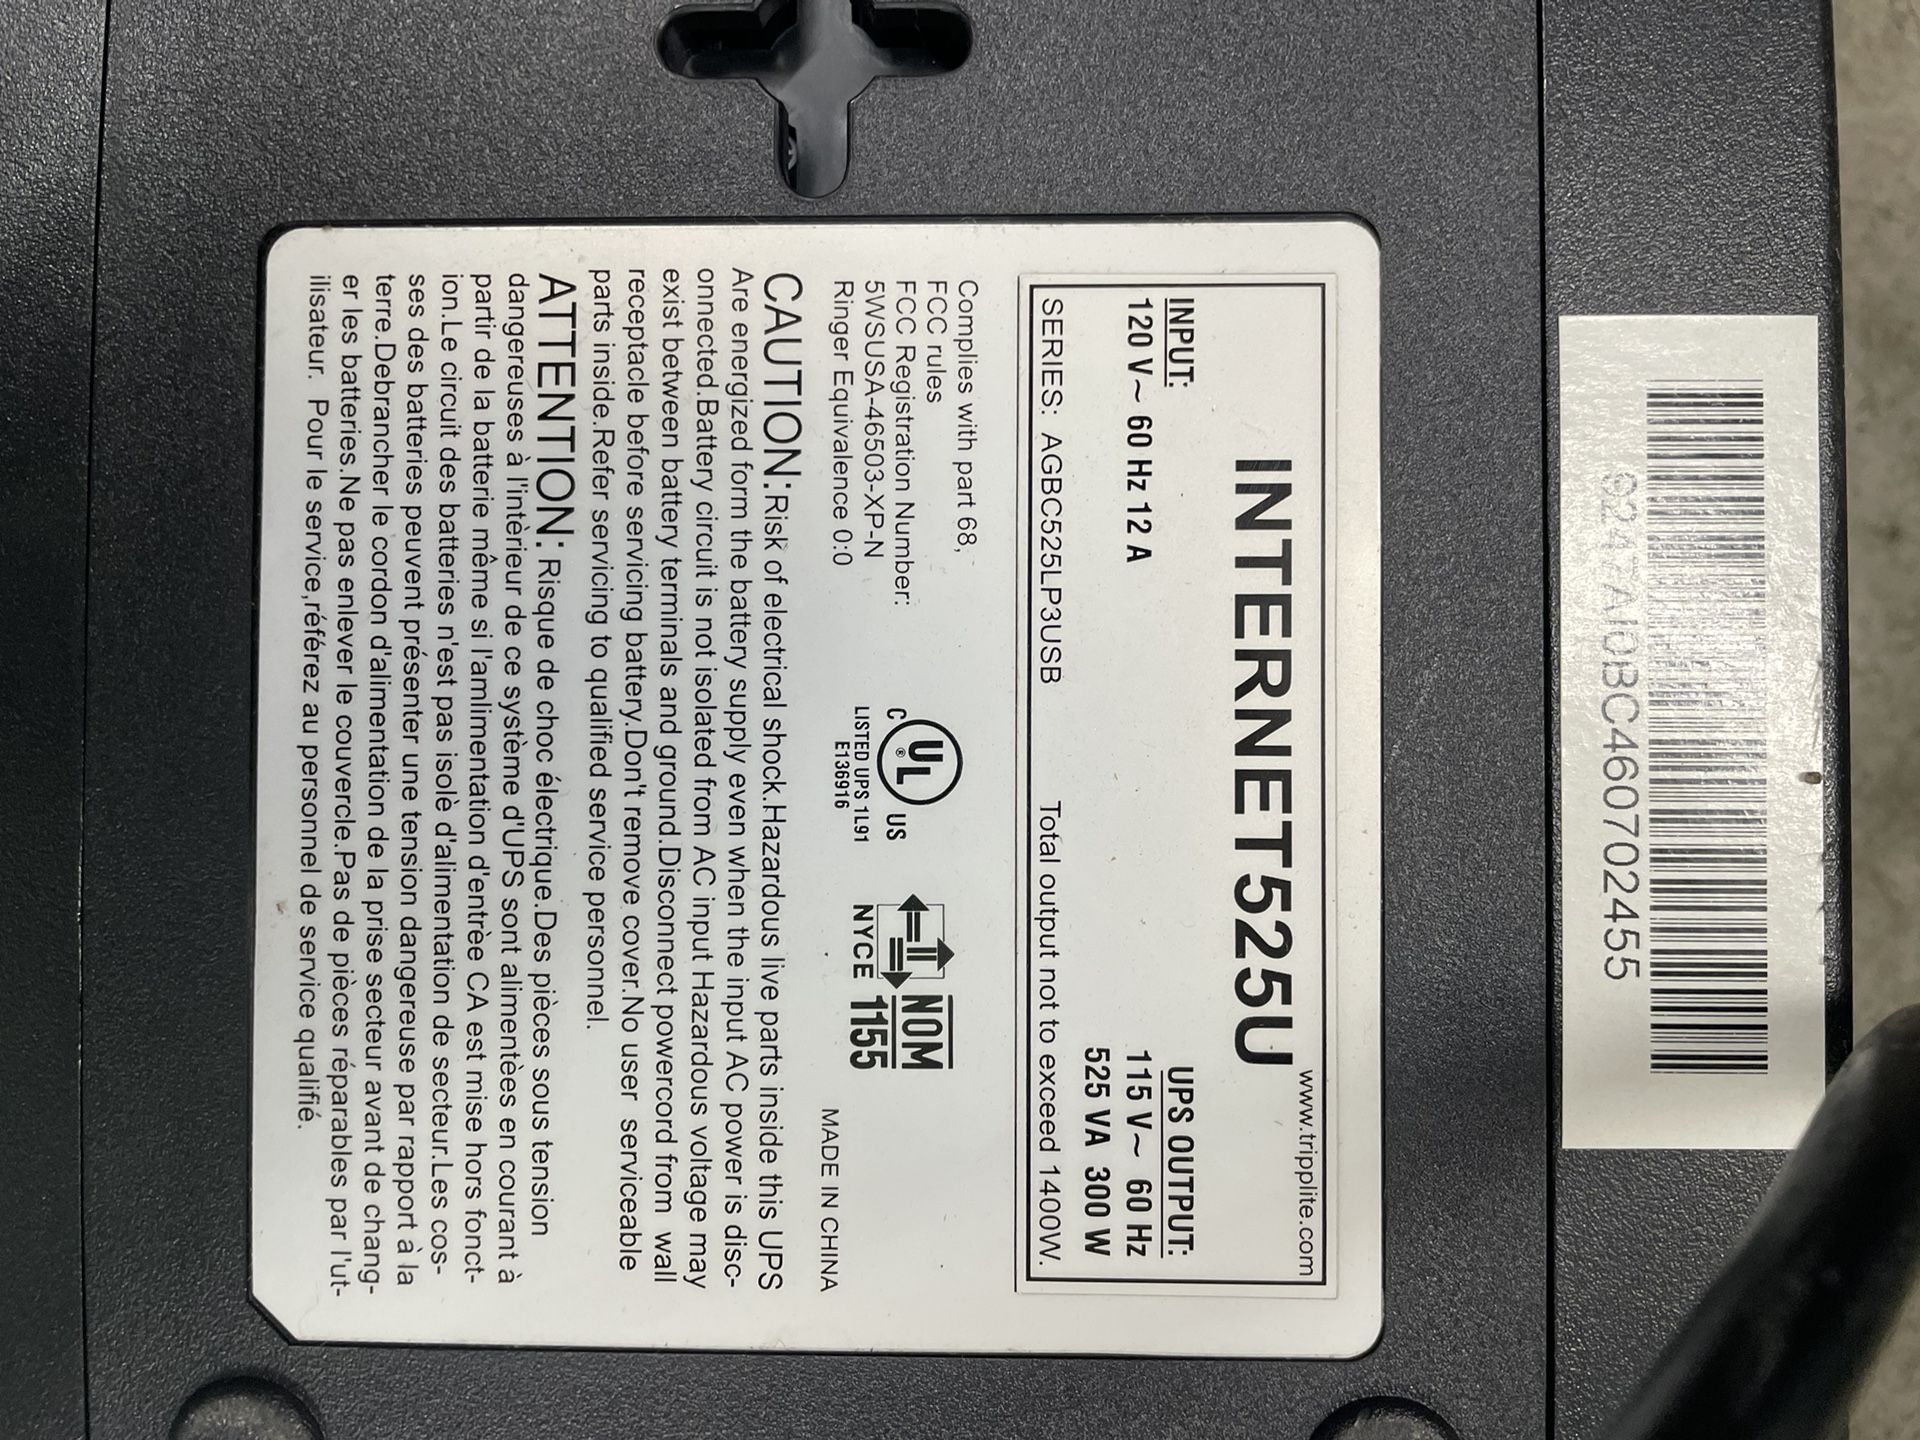 9247AI0BC460702455
www.tripplite.com
INTERNET525U
INPUT:
120 V~ 60 Hz 12 A
UPS OUTPUT:
115 V~ 60 Hz
525 VA 300 W
SERIES: AGBC525LP3USB Total output not to exceed 1400W.
Complies with part 68,
FCC rules
FCC Registration Number:
5WSUSA-46503-XP-N
Ringer Equivalence 0:0
UL ®
C US
LISTED UPS 1L91
E136916
NYCE
NOM
1155
MADE IN CHINA
CAUTION:Risk of electrical shock.Hazardous live parts inside this UPS
Are energized form the battery supply even when the input AC power is disc-
onnected.Battery circuit is not isolated from AC input Hazardous voltage may
exist between battery terminals and ground.Disconnect powercord from wall
receptacle before servicing battery.Don't remove cover.No user serviceable
parts inside.Refer servicing to qualified service personnel.
ATTENTION: Risque de choc électrique.Des pièces sous tension
dangereuses à l'intèrieur de ce système d'UPS sont alimentèes en courant à
partir de la batterie même si l'amlimentation d'entrèe CA est mise hors fonct-
ion.Le circuit des batteries n'est pas isolè d'alimentation de secteur.Les cos-
ses des batteries peuvent présenter une tension dangereuse par rapport à la
terre.Debrancher le cordon d'alimentation de la prise secteur avant de chang-
er les batteries.Ne pas enlever le couvercle.Pas de pièces réparables par l'ut-
ilisateur. Pour le service,référez au personnel de service qualifié.